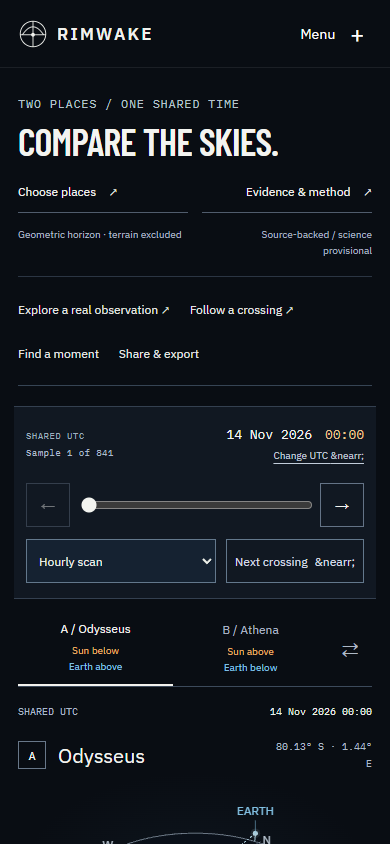 RIMWAKE
Menu +
TWO PLACES / ONE SHARED TIME
COMPARE THE SKIES.
Choose places ↗
Evidence & method ↗
Geometric horizon · terrain excluded
Source-backed / science
provisional
Explore a real observation ↗ Follow a crossing ↗
Find a moment Share & export
SHARED UTC
14 Nov 2026 00:00
Sample 1 of 841
Change UTC &nearr;
← →
Hourly scan
Next crossing &nearr;
A / Odysseus
Sun below
Earth above
B / Athena
Sun above
Earth below
⇄
SHARED UTC
14 Nov 2026 00:00
A
Odysseus
80.13° S · 1.44°
E
EARTH
N
W